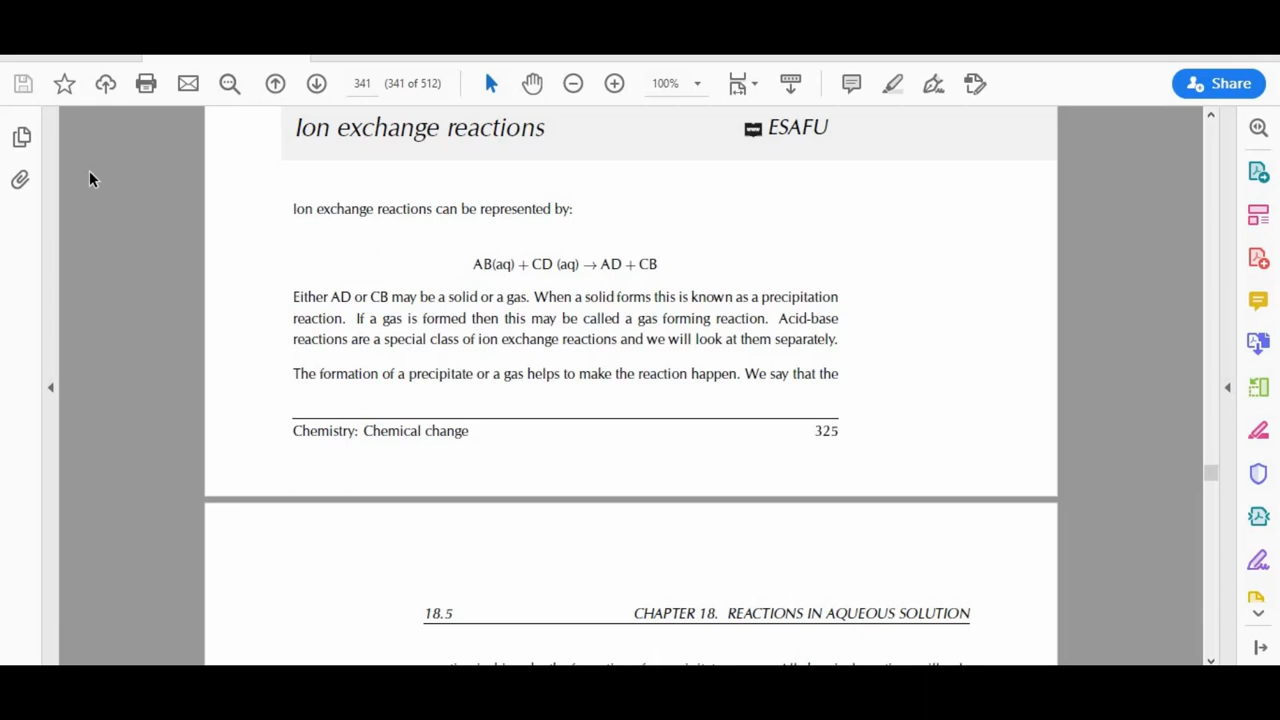 341 (341 of 512) 100% Share
Ion exchange reactions ESAFU
Ion exchange reactions can be represented by:
AB(aq) + CD (aq) → AD + CB
Either AD or CB may be a solid or a gas. When a solid forms this is known as a precipitation
reaction. If a gas is formed then this may be called a gas forming reaction. Acid-base
reactions are a special class of ion exchange reactions and we will look at them separately.
The formation of a precipitate or a gas helps to make the reaction happen. We say that the
Chemistry: Chemical change 325
18.5 CHAPTER 18. REACTIONS IN AQUEOUS SOLUTION